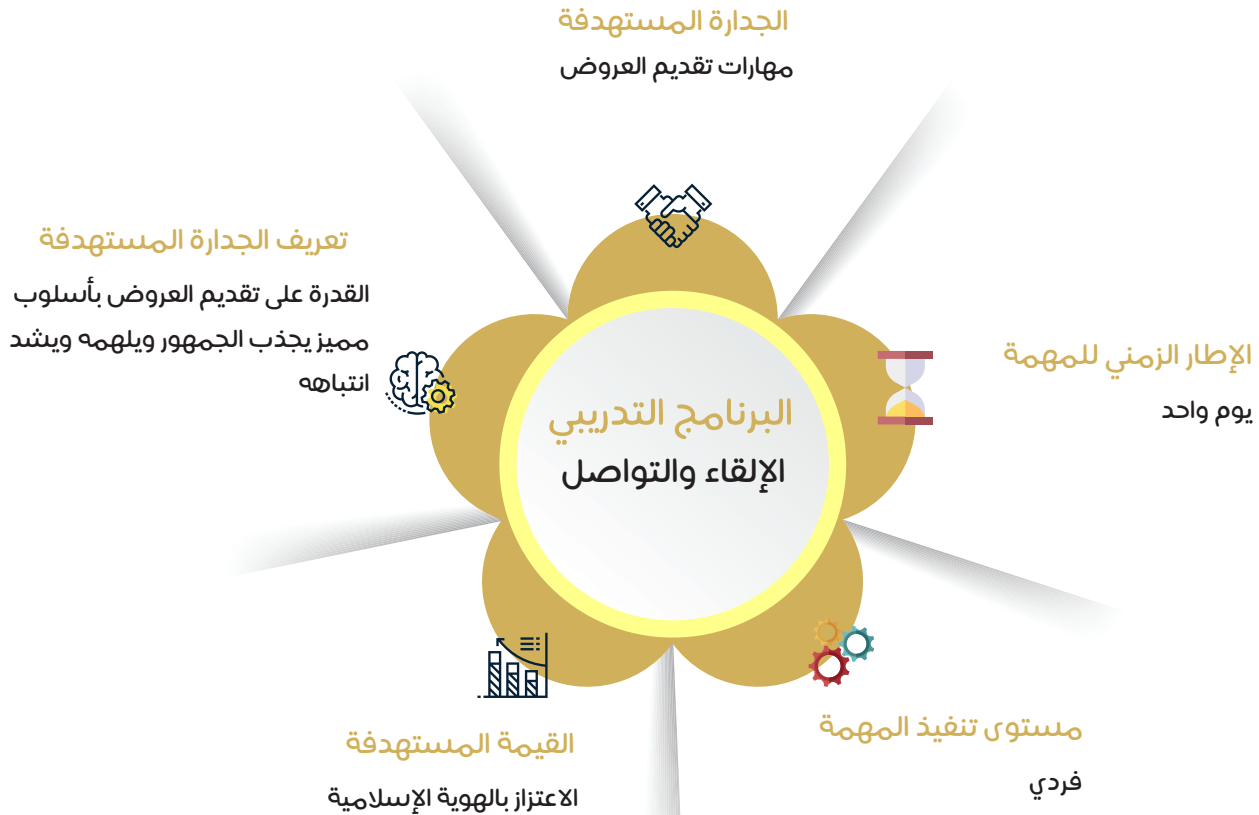 الجدارة المستهدفة
مهارات تقديم العروض
الإطار الزمني للمهمة
يوم واحد
مستوى تنفيذ المهمة
فردي
القيمة المستهدفة
الاعتزاز بالهوية الإسلامية
تعريف الجدارة المستهدفة
القدرة على تقديم العروض بأسلوب
مميز يجذب الجمهور ويلهمه ويشد
انتباهه
البرنامج التدريبي
الإلقاء والتواصل